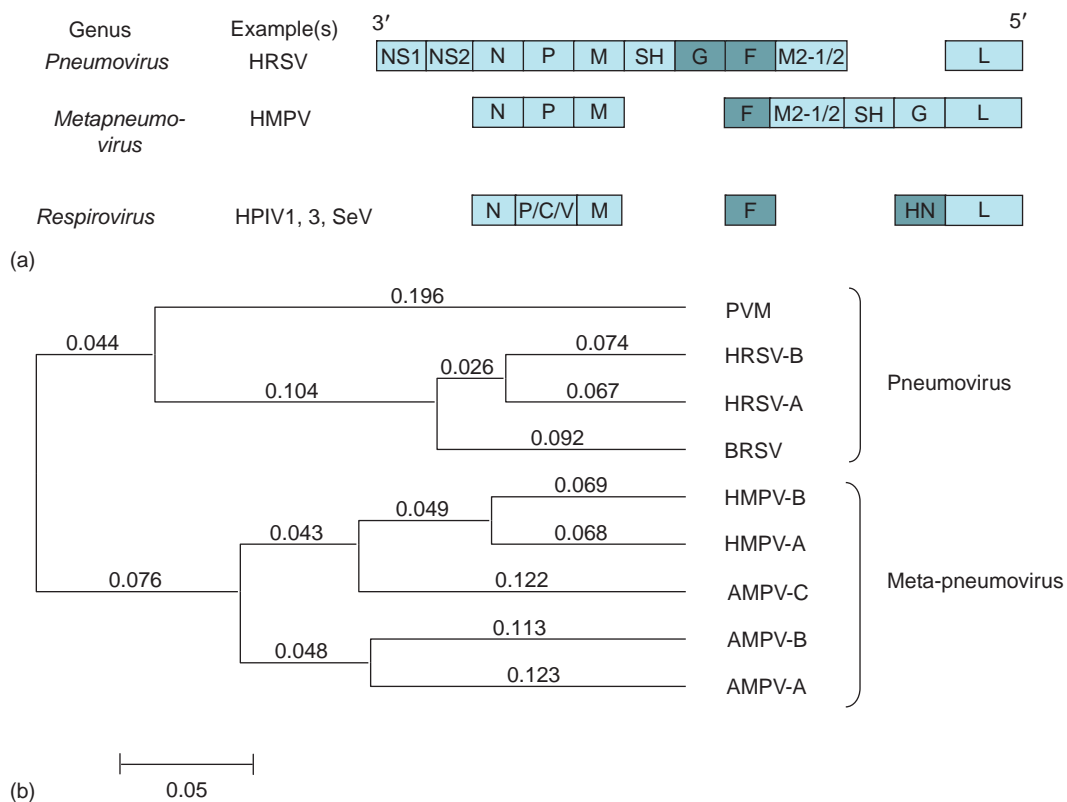 Genus Example(s) 3′ 5′
Pneumovirus HRSV NS1 NS2 N P M SH G F M2-1/2 L
Metapneumo-
virus HMPV N P M F M2-1/2 SH G L
Respirovirus HPIV1, 3, SeV N P/C/V M F HN L
(a)
0.196 PVM
0.044
0.074 HRSV-B
0.026
Pneumovirus
0.104
0.067 HRSV-A
0.092 BRSV
0.069 HMPV-B
0.049
0.043
0.068 HMPV-A
0.076
Meta-pneumovirus
0.122 AMPV-C
0.113 AMPV-B
0.048
0.123 AMPV-A
0.05
(b)